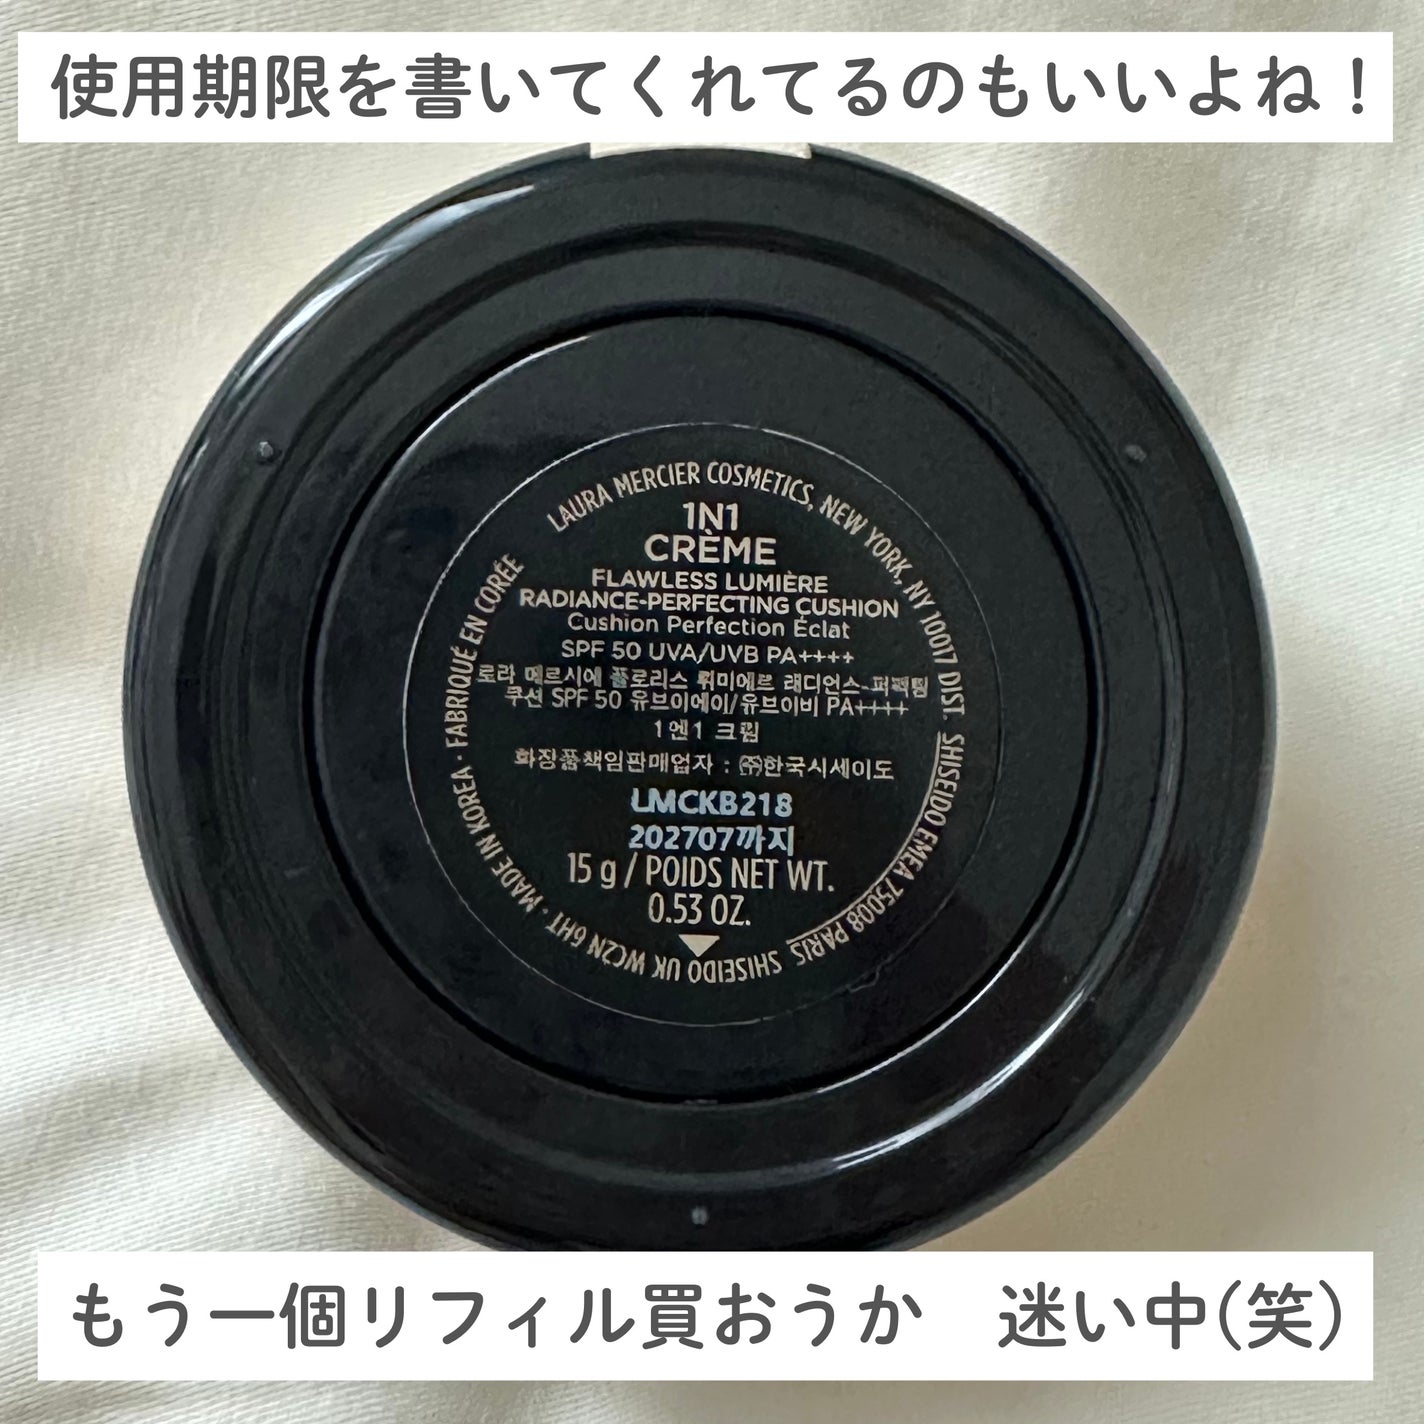 使用期限を書いてくれてるのもいいよね!
LAURA MERCIER COSMETICS, NEW YORK, NY 10017 DIST. SHISEIDO EMEA 75008 PARIS SHISEIDO UK WC2N 6HT · MADE IN KOREA · FABRIQUÉ EN CORÉE
1N1
CRÈME
FLAWLESS LUMIÈRE
RADIANCE-PERFECTING CUSHION
Cushion Perfection Éclat
SPF 50 UVA/UVB PA++++
로라 메르시에 플로리스 뤼미에르 래디언스-퍼펙팅
쿠션 SPF 50 유브이에이/유브이비 PA++++
1엔1 크림
화장품책임판매업자 : ㈜한국시세이도
LMCKB218
202707까지
15 g / POIDS NET WT.
0.53 OZ.
もう一個リフィル買おうか　迷い中(笑)